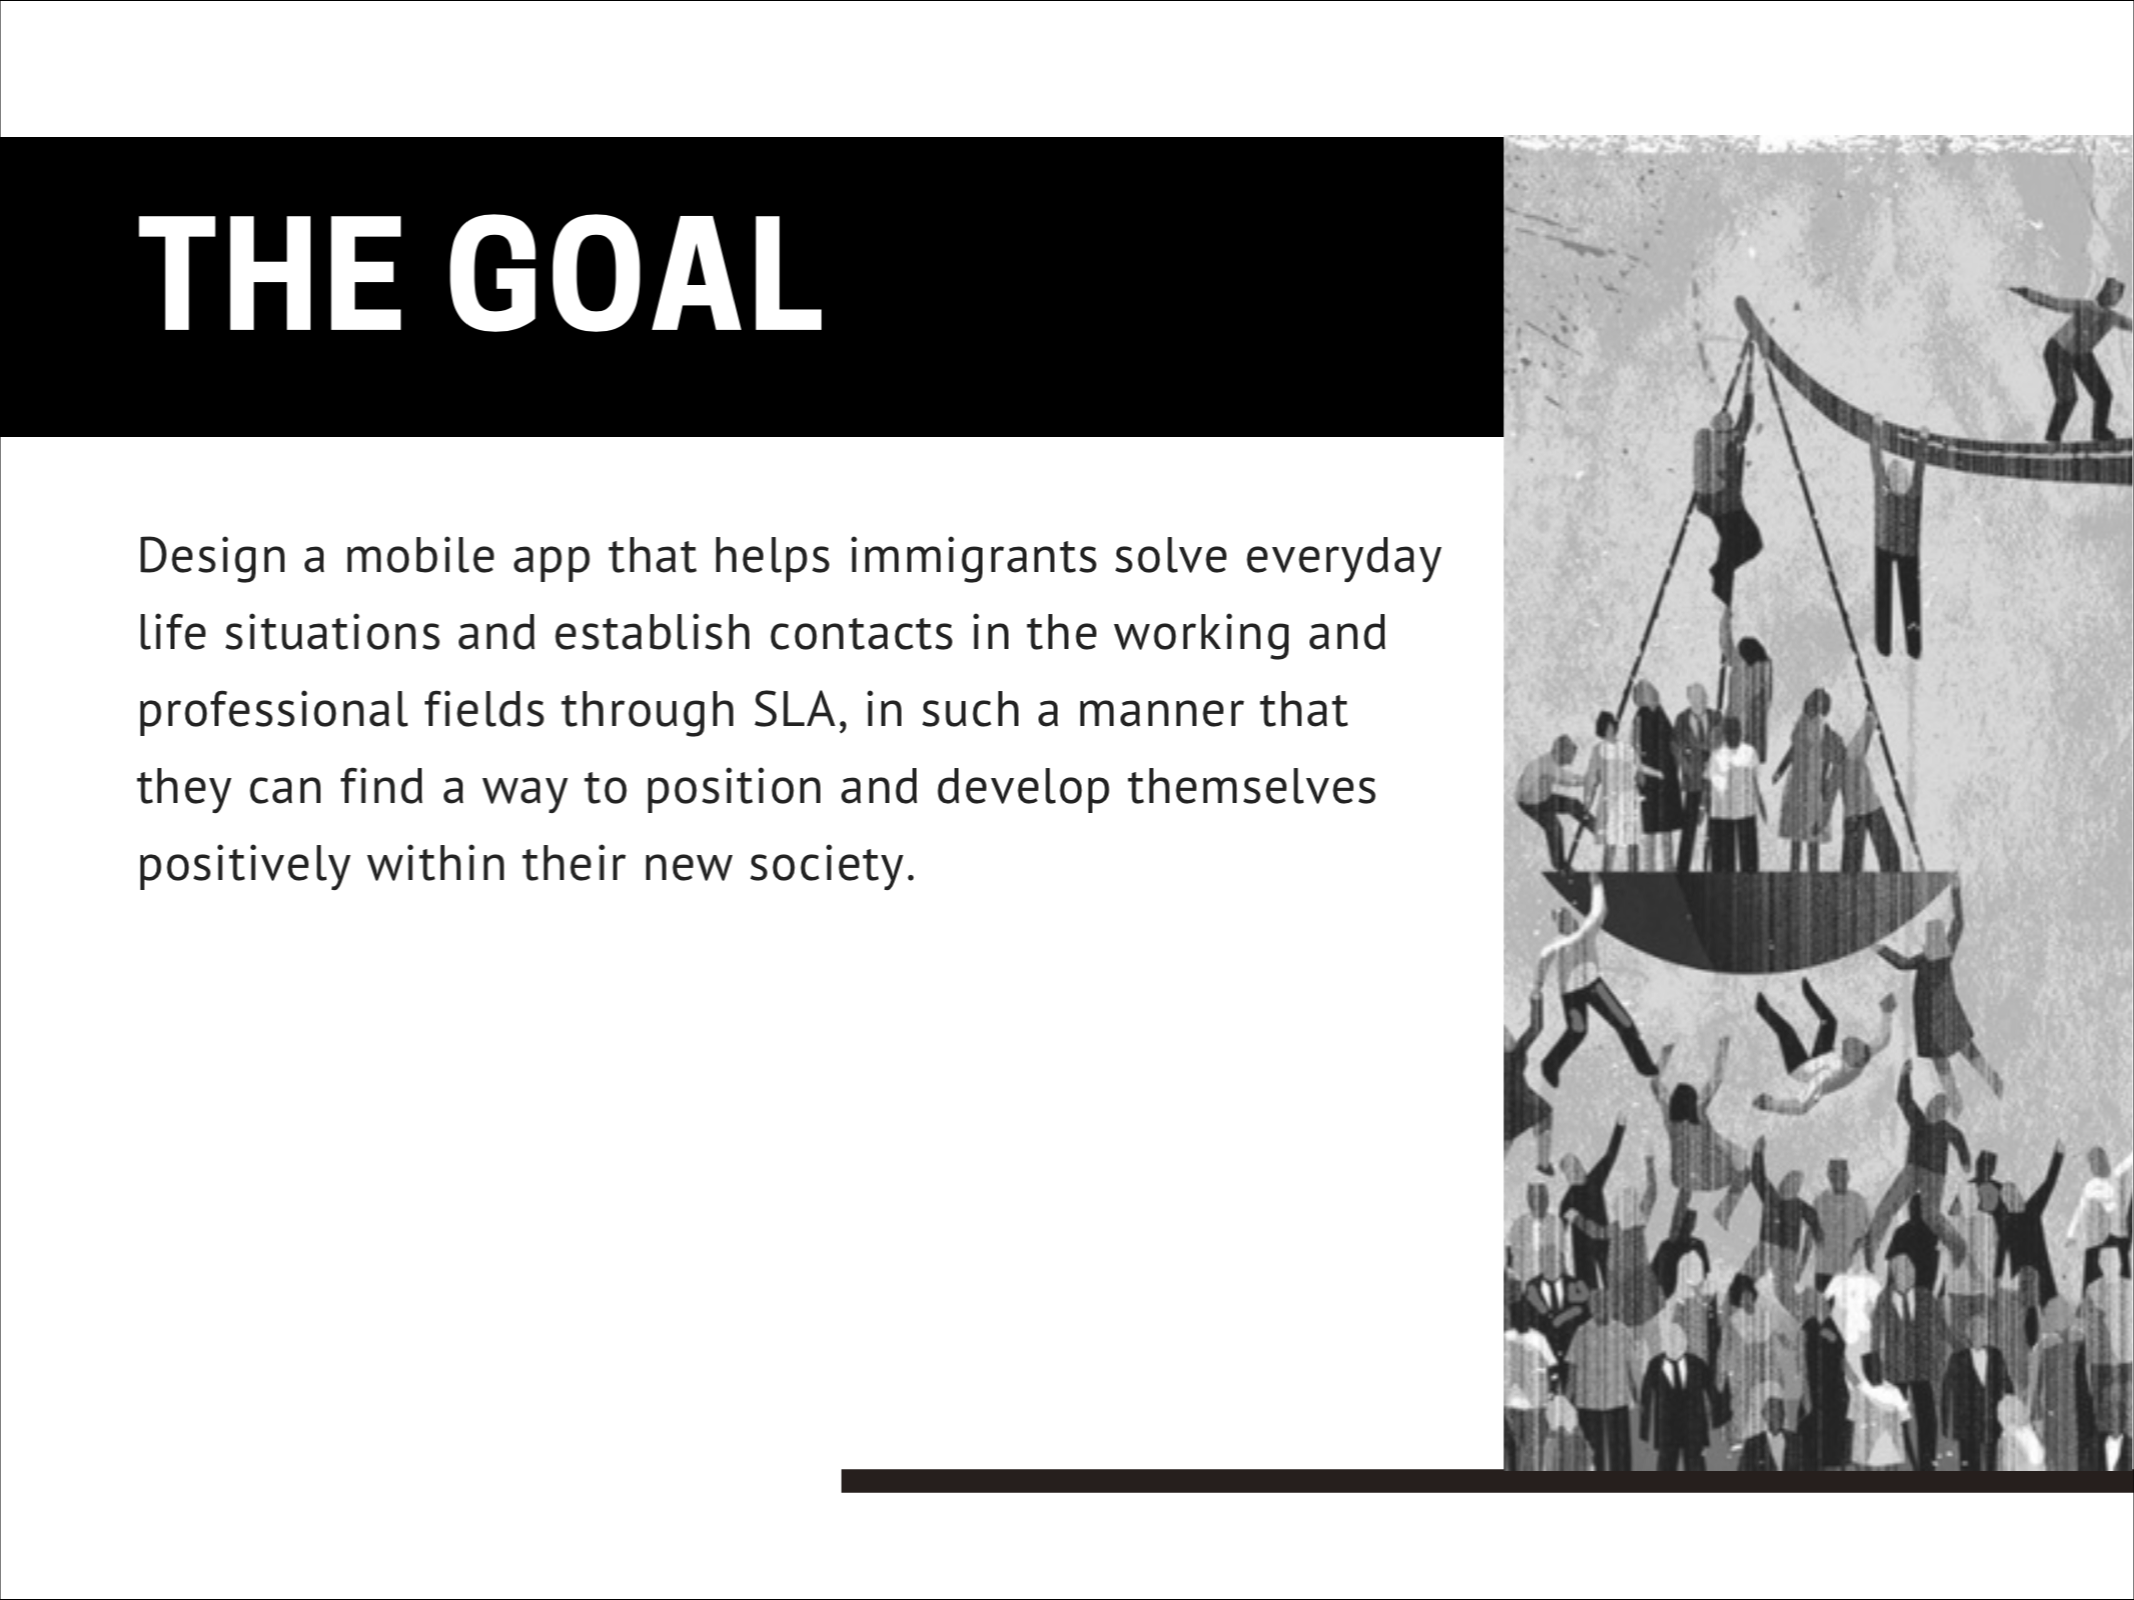 THE GOAL
Design a mobile app that helps immigrants solve everyday
life situations and establish contacts in the working and
professional fields through SLA, in such a manner that
they can find a way to position and develop themselves
positively within their new society.